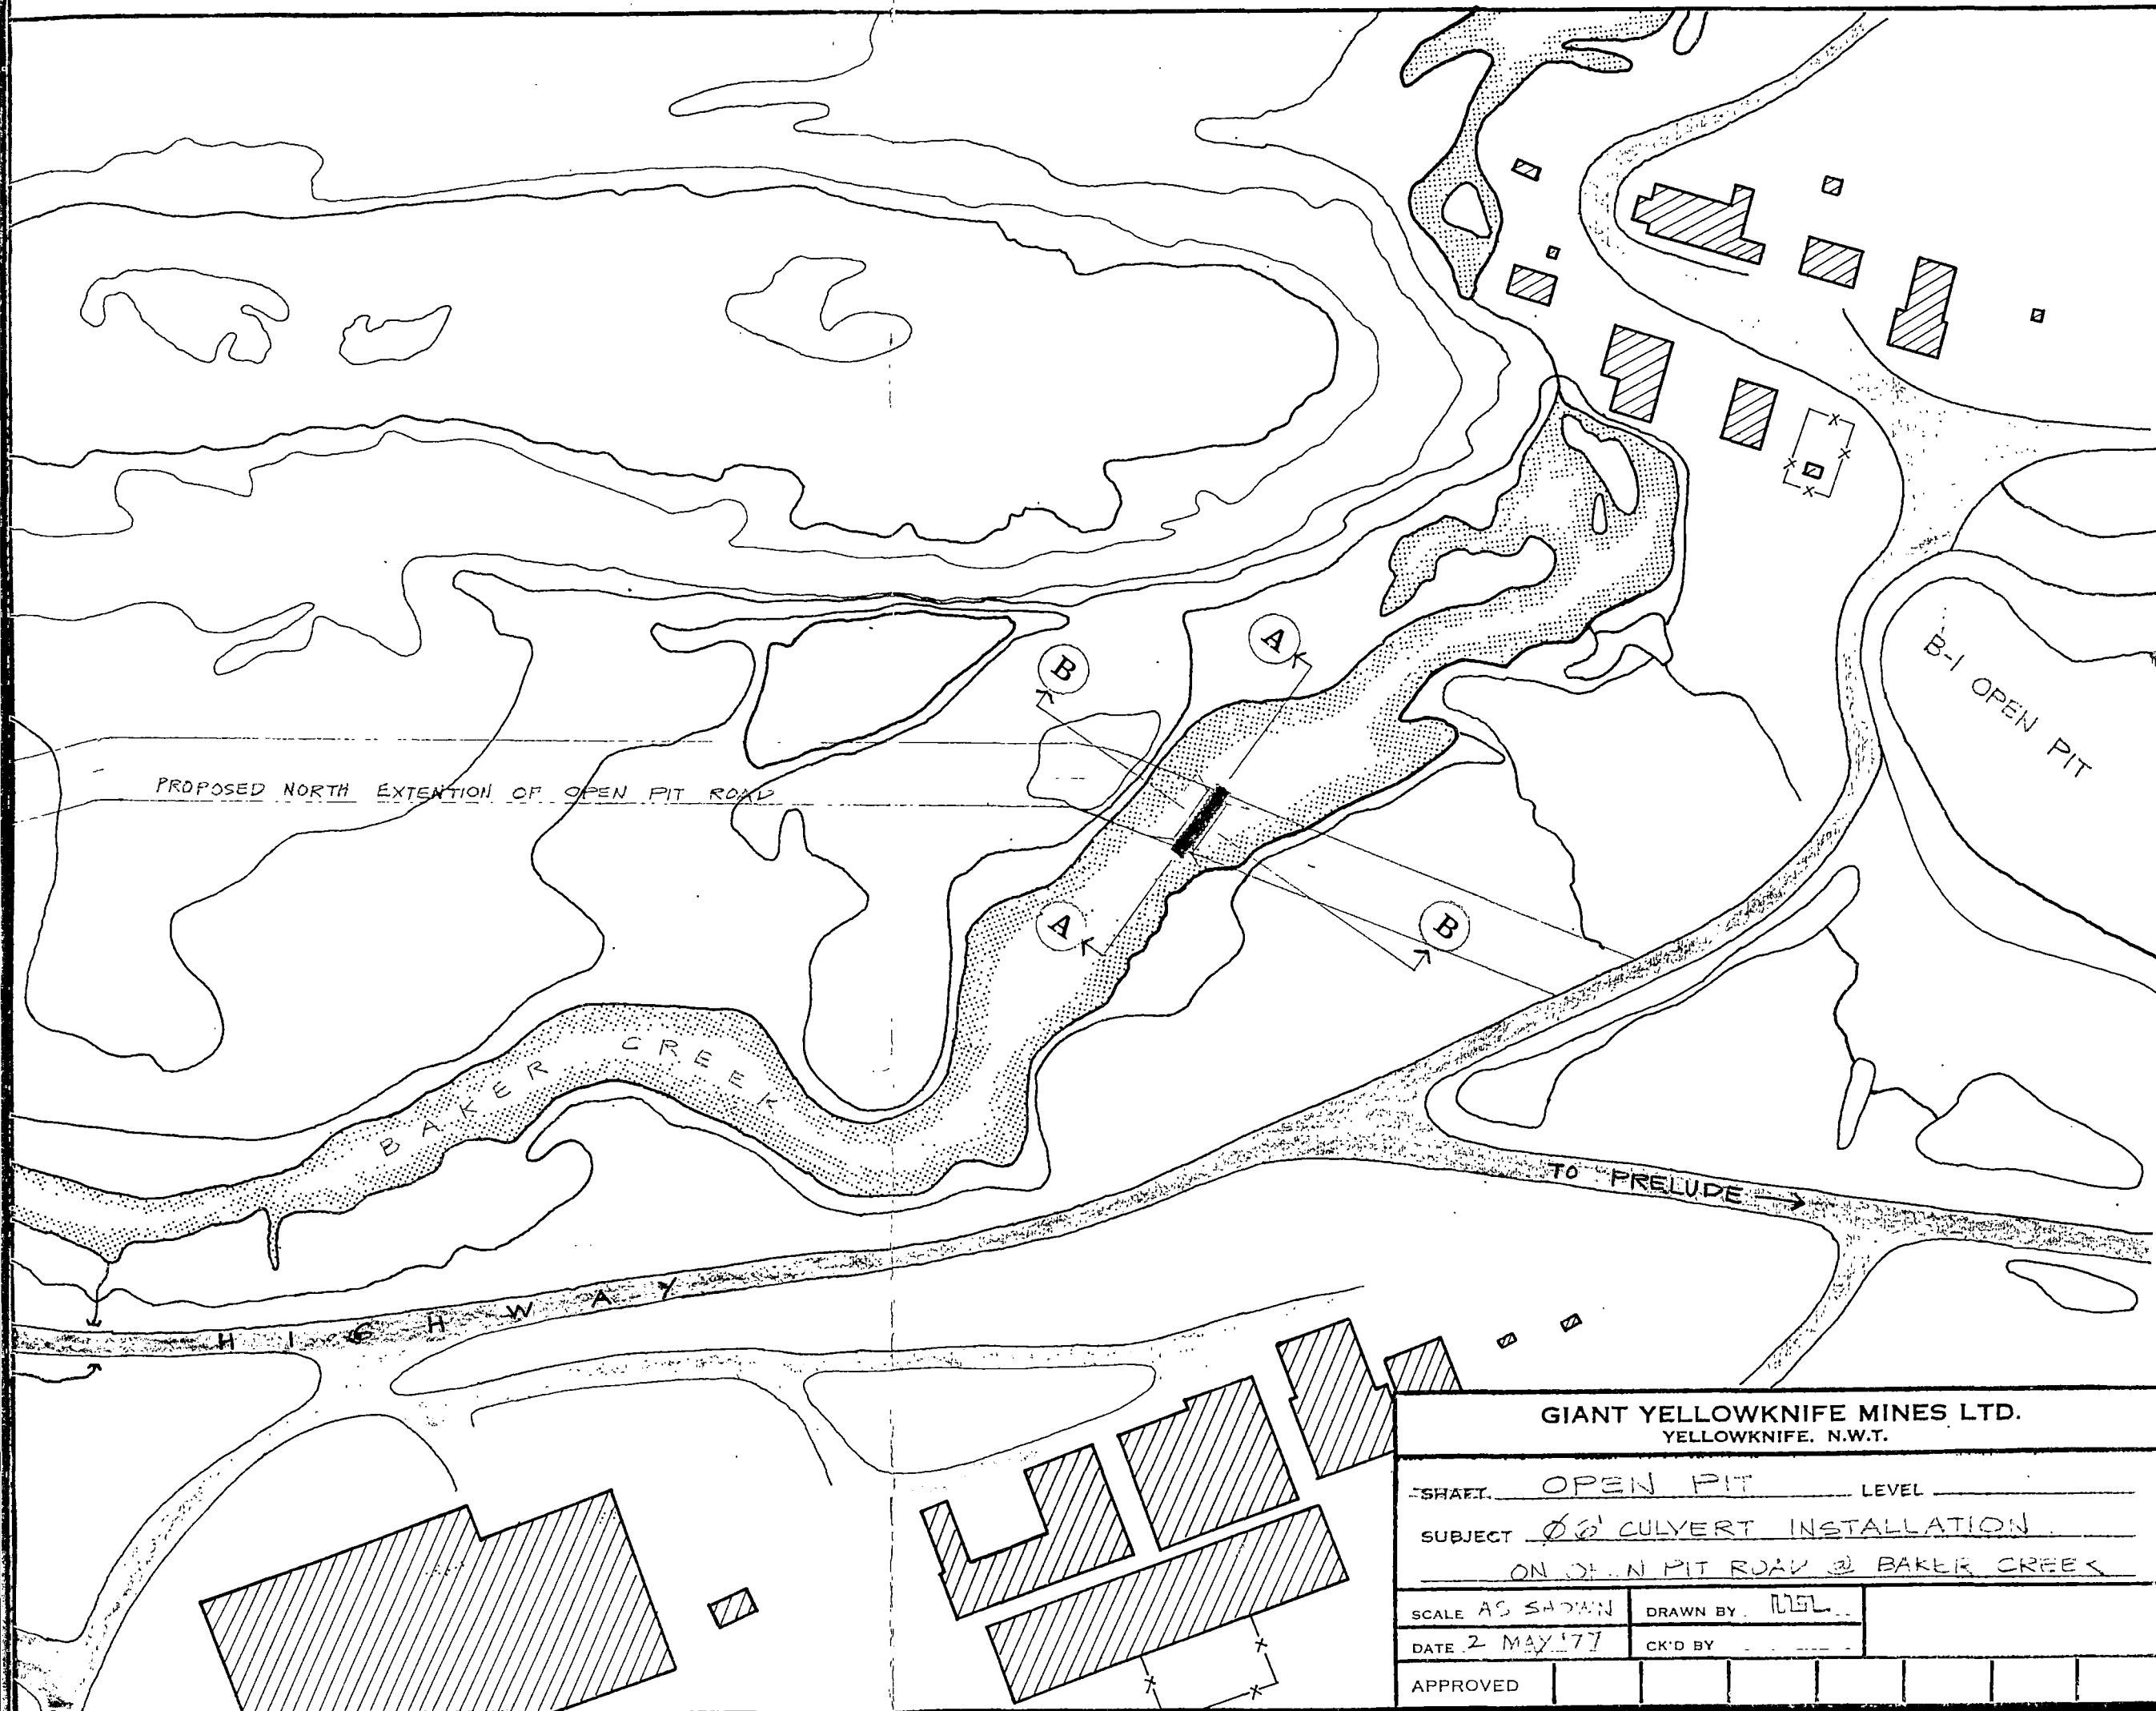 A
B
B-1 OPEN PIT
PROPOSED NORTH EXTENTION OF OPEN PIT ROAD
A
B
BAKER CREEK
TO PRELUDE
HIGHWAY
GIANT YELLOWKNIFE MINES LTD.
YELLOWKNIFE, N.W.T.
SHAFT OPEN PIT LEVEL
SUBJECT Ø6' CULVERT INSTALLATION
ON PIT ROAD @ BAKER CREEK
SCALE AS SHOWN DRAWN BY
DATE 2 MAY '77 CK'D BY
APPROVED